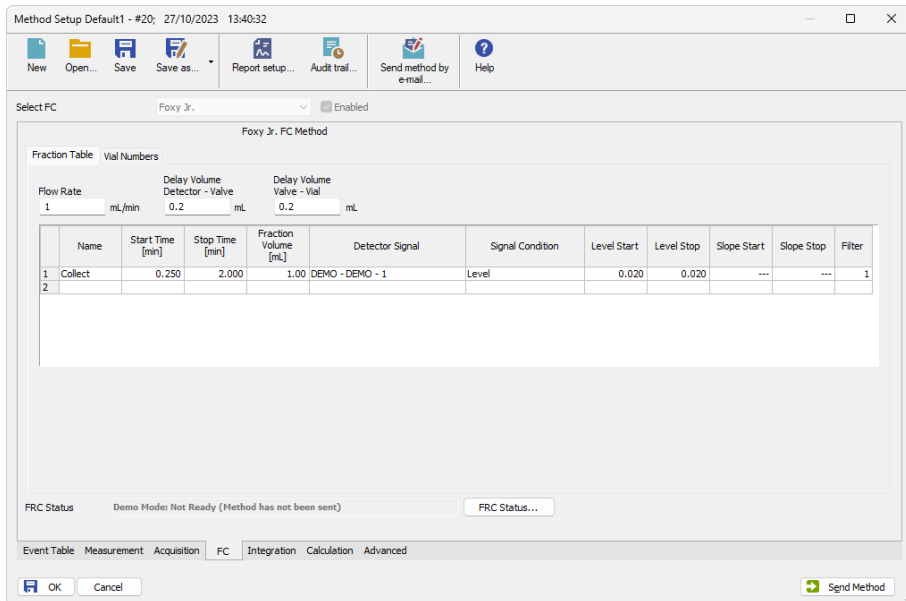 Method Setup Default1 - #20; 27/10/2023 13:40:32
New Open... Save Save as... Report setup... Audit trail... Send method by e-mail... Help
Select FC Foxy Jr. Enabled
Foxy Jr. FC Method
Fraction Table Vial Numbers
Flow Rate Delay Volume Detector - Valve Delay Volume Valve - Vial
1 mL/min 0.2 mL 0.2 mL
Name Start Time [min] Stop Time [min] Fraction Volume [mL] Detector Signal Signal Condition Level Start Level Stop Slope Start Slope Stop Filter
1 Collect 0.250 2.000 1.00 DEMO - DEMO - 1 Level 0.020 0.020 --- --- 1
2
FRC Status Demo Mode: Not Ready (Method has not been sent) FRC Status...
Event Table Measurement Acquisition FC Integration Calculation Advanced
OK Cancel Send Method